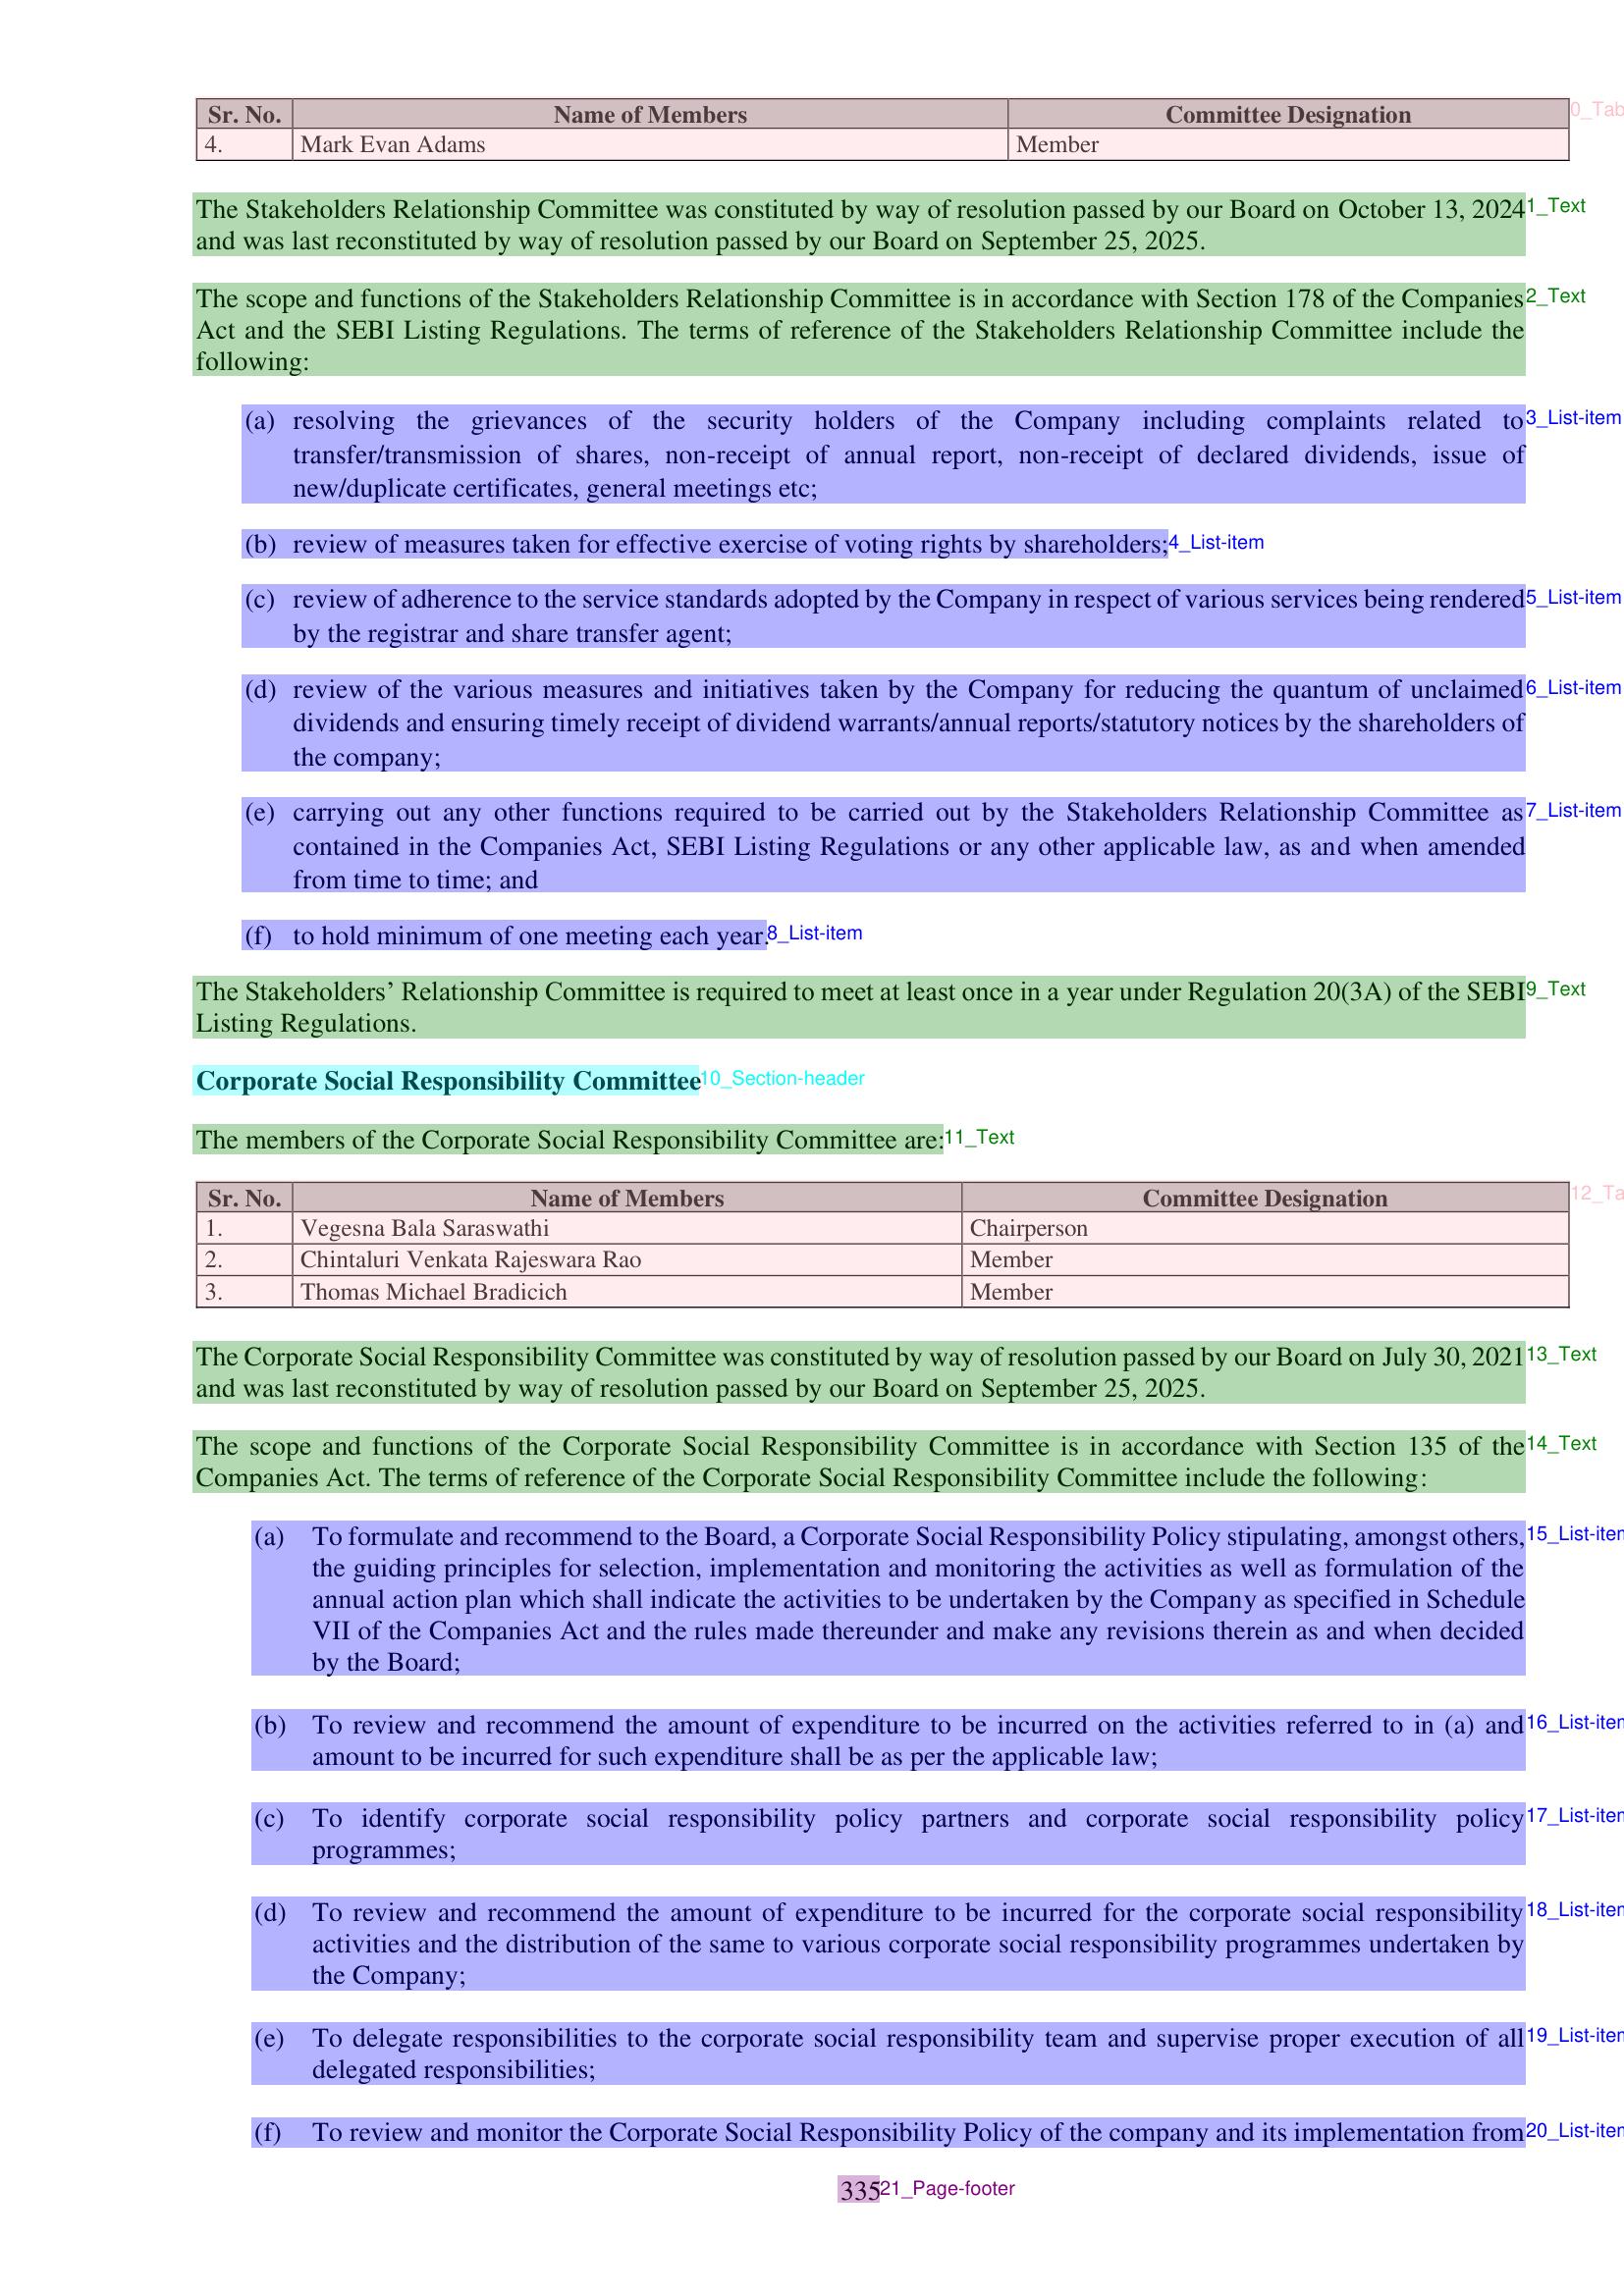 Sr. No. Name of Members Committee Designation 0_Tab
4. Mark Evan Adams Member
The Stakeholders Relationship Committee was constituted by way of resolution passed by our Board on October 13, 2024 1_Text
and was last reconstituted by way of resolution passed by our Board on September 25, 2025.
The scope and functions of the Stakeholders Relationship Committee is in accordance with Section 178 of the Companies 2_Text
Act and the SEBI Listing Regulations. The terms of reference of the Stakeholders Relationship Committee include the
following:
(a) resolving the grievances of the security holders of the Company including complaints related to 3_List-item
transfer/transmission of shares, non-receipt of annual report, non-receipt of declared dividends, issue of
new/duplicate certificates, general meetings etc;
(b) review of measures taken for effective exercise of voting rights by shareholders; 4_List-item
(c) review of adherence to the service standards adopted by the Company in respect of various services being rendered 5_List-item
by the registrar and share transfer agent;
(d) review of the various measures and initiatives taken by the Company for reducing the quantum of unclaimed 6_List-item
dividends and ensuring timely receipt of dividend warrants/annual reports/statutory notices by the shareholders of
the company;
(e) carrying out any other functions required to be carried out by the Stakeholders Relationship Committee as 7_List-item
contained in the Companies Act, SEBI Listing Regulations or any other applicable law, as and when amended
from time to time; and
(f) to hold minimum of one meeting each year. 8_List-item
The Stakeholders’ Relationship Committee is required to meet at least once in a year under Regulation 20(3A) of the SEBI 9_Text
Listing Regulations.
Corporate Social Responsibility Committee 10_Section-header
The members of the Corporate Social Responsibility Committee are: 11_Text
Sr. No. Name of Members Committee Designation 12_Ta
1. Vegesna Bala Saraswathi Chairperson
2. Chintaluri Venkata Rajeswara Rao Member
3. Thomas Michael Bradicich Member
The Corporate Social Responsibility Committee was constituted by way of resolution passed by our Board on July 30, 2021 13_Text
and was last reconstituted by way of resolution passed by our Board on September 25, 2025.
The scope and functions of the Corporate Social Responsibility Committee is in accordance with Section 135 of the 14_Text
Companies Act. The terms of reference of the Corporate Social Responsibility Committee include the following:
(a) To formulate and recommend to the Board, a Corporate Social Responsibility Policy stipulating, amongst others, 15_List-item
the guiding principles for selection, implementation and monitoring the activities as well as formulation of the
annual action plan which shall indicate the activities to be undertaken by the Company as specified in Schedule
VII of the Companies Act and the rules made thereunder and make any revisions therein as and when decided
by the Board;
(b) To review and recommend the amount of expenditure to be incurred on the activities referred to in (a) and 16_List-item
amount to be incurred for such expenditure shall be as per the applicable law;
(c) To identify corporate social responsibility policy partners and corporate social responsibility policy 17_List-item
programmes;
(d) To review and recommend the amount of expenditure to be incurred for the corporate social responsibility 18_List-item
activities and the distribution of the same to various corporate social responsibility programmes undertaken by
the Company;
(e) To delegate responsibilities to the corporate social responsibility team and supervise proper execution of all 19_List-item
delegated responsibilities;
(f) To review and monitor the Corporate Social Responsibility Policy of the company and its implementation from 20_List-item
335 21_Page-footer